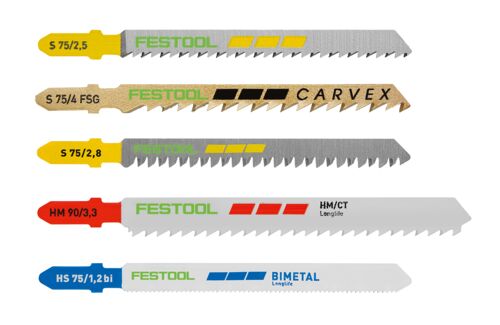 S 75/2,5 FESTOOL
S 75/4 FSG FESTOOL CARVEX
S 75/2,8 FESTOOL
HM 90/3,3 FESTOOL HM/CT
Longlife
HS 75/1,2 bi FESTOOL BIMETAL
Longlife